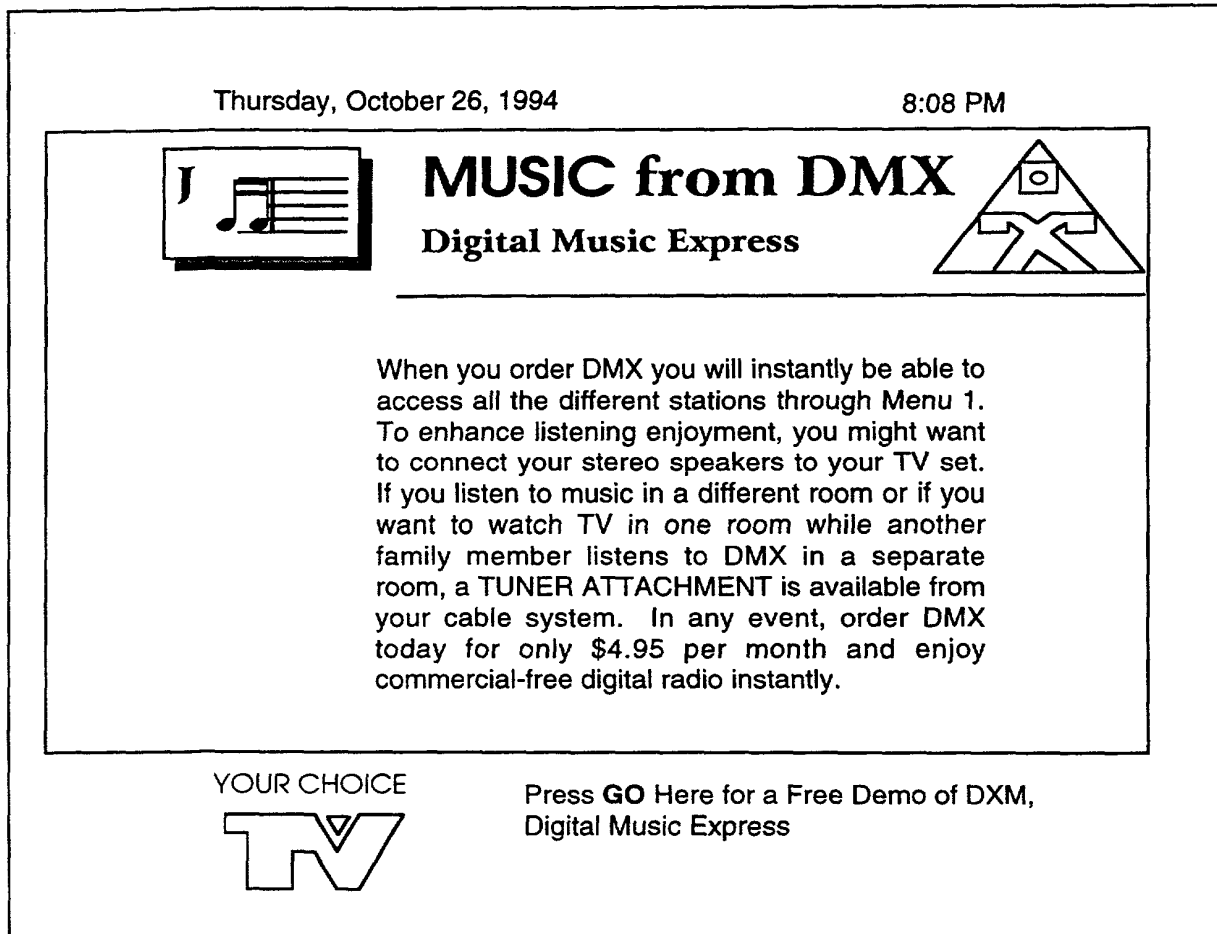 Thursday, October 26, 1994 8:08 PM
J
MUSIC from DMX
Digital Music Express
When you order DMX you will instantly be able to
access all the different stations through Menu 1.
To enhance listening enjoyment, you might want
to connect your stereo speakers to your TV set.
If you listen to music in a different room or if you
want to watch TV in one room while another
family member listens to DMX in a separate
room, a TUNER ATTACHMENT is available from
your cable system. In any event, order DMX
today for only $4.95 per month and enjoy
commercial-free digital radio instantly.
YOUR CHOICE
TV
Press GO Here for a Free Demo of DXM,
Digital Music Express